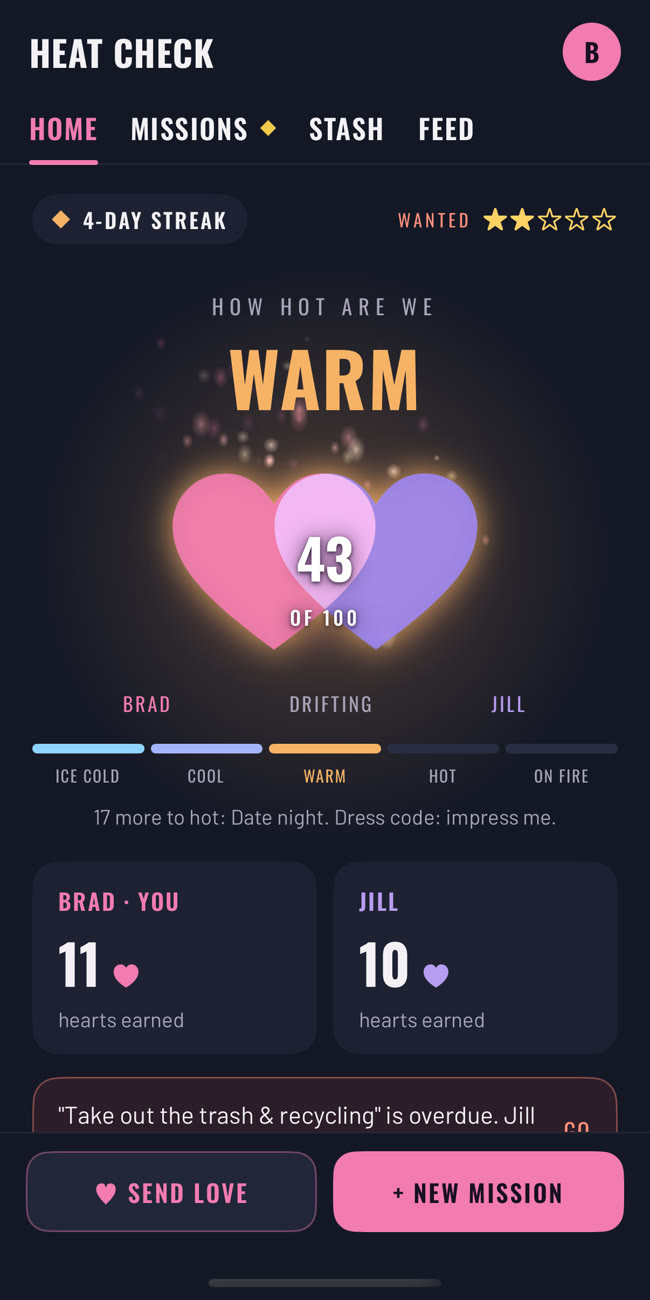 HEAT CHECK
B
HOME MISSIONS STASH FEED
4-DAY STREAK
WANTED
HOW HOT ARE WE
WARM
43
OF 100
BRAD DRIFTING JILL
ICE COLD COOL WARM HOT ON FIRE
17 more to hot: Date night. Dress code: impress me.
BRAD · YOU
11
hearts earned
JILL
10
hearts earned
"Take out the trash & recycling" is overdue. Jill
SEND LOVE
+ NEW MISSION